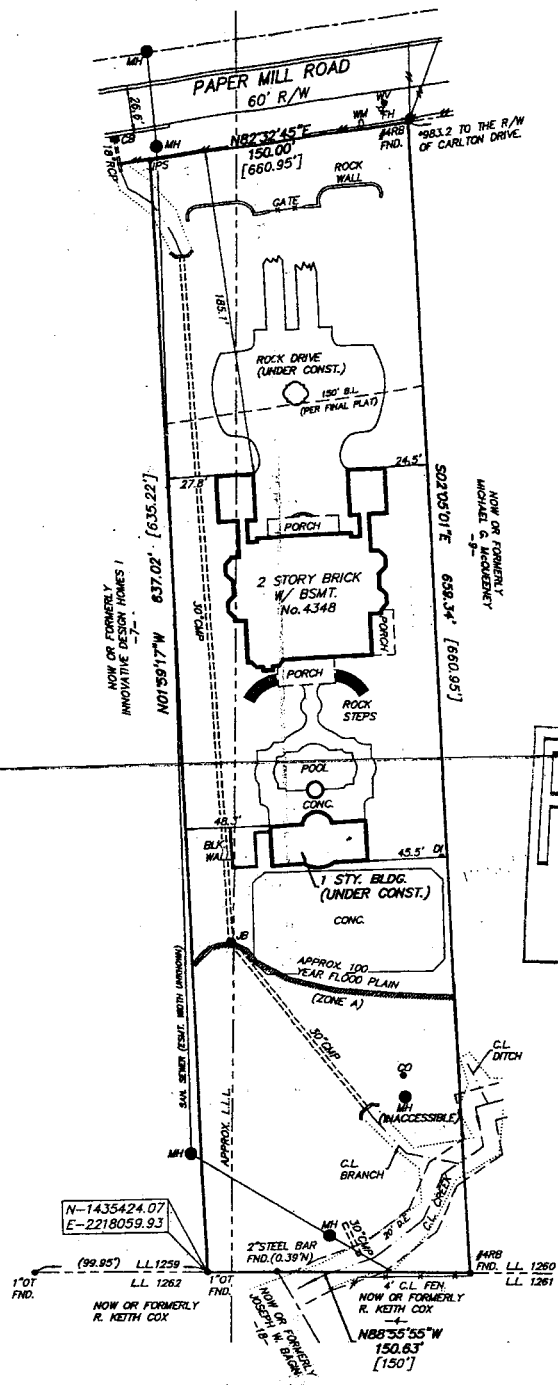 MH
PAPER MILL ROAD
60' R/W
26.6'
CB
18" RCP
MH
IPS
N82°32'45"E
150.00'
[660.95']
WM
WV
FH
#4RB
FND.
983.2 TO THE R/W
OF CARLTON DRIVE.
ROCK
WALL
GATE
185.1'
ROCK DRIVE
(UNDER CONST.)
150' B.L.
(PER FINAL PLAT)
27.8'
24.5'
PORCH
2 STORY BRICK
W/ BSMT.
No.4348
PORCH
PORCH
ROCK
STEPS
NOW OR FORMERLY
INNOVATIVE DESIGN HOMES I
-7-
N01°59'17"W 637.02' [635.22']
30"CMP
S02°05'01"E 659.34' [660.95']
NOW OR FORMERLY
MICHAEL G. McQUEENEY
-9-
POOL
CONC.
48.3'
BLK.
WALL
45.5'
DI
1 STY. BLDG.
(UNDER CONST.)
CONC.
JB
APPROX. 100
YEAR FLOOD PLAIN
(ZONE A)
SAN. SEWER (ESMT. WIDTH UNKNOWN)
APPROX. L.L.L.
30"CMP
CO
MH
(INACCESSIBLE)
C.L.
DITCH
C.L.
BRANCH
MH
20' D.E.
C.L. CREEK
N-1435424.07
E-2218059.93
MH
30"CMP
2"STEEL BAR
FND.(0.39'N)
(99.95')
L.L.1259
L.L. 1262
1"OT
FND.
1"OT
FND.
#4RB
FND.
LL 1260
LL 1261
4' C.L. FEN.
NOW OR FORMERLY
R. KEITH COX
NOW OR FORMERLY
JOSEPH W. BAGIN
-18-
NOW OR FORMERLY
R. KEITH COX
-4-
N88°55'55"W
150.63'
[150']